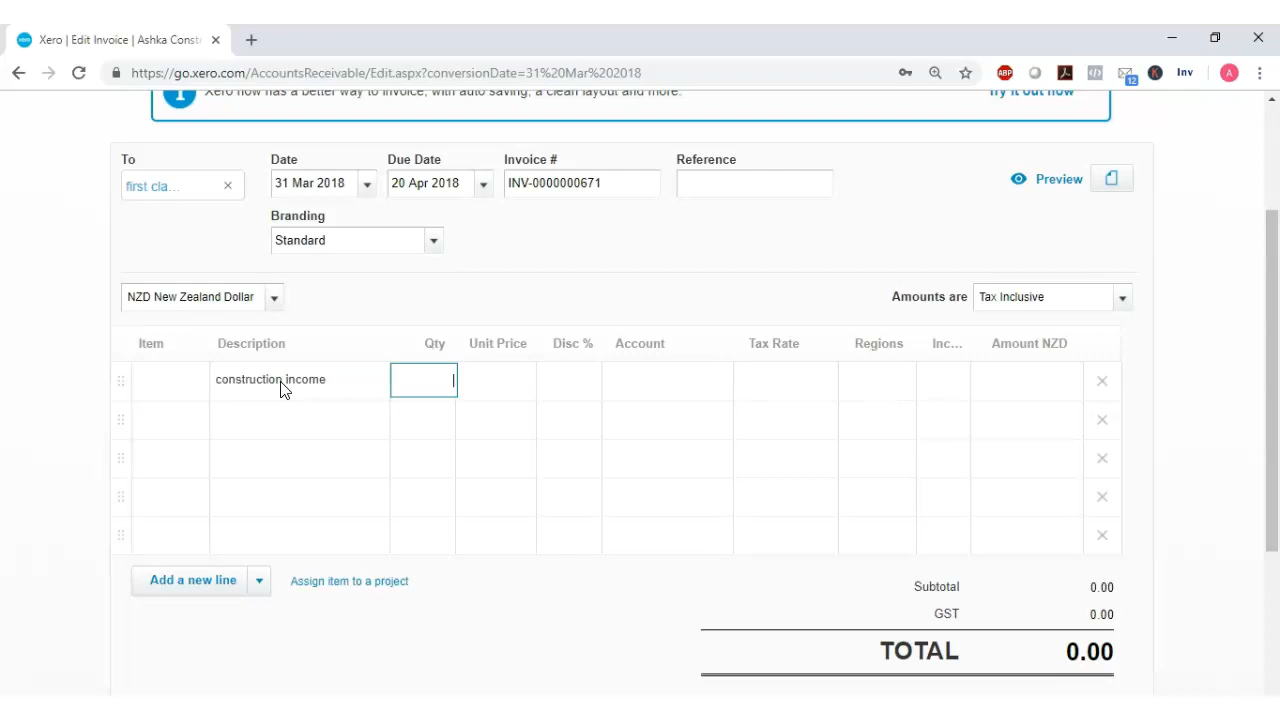 Xero | Edit Invoice | Ashka Const
https://go.xero.com/AccountsReceivable/Edit.aspx?conversionDate=31%20Mar%202018
ABP
12
K
Inv
A
Xero now has a better way to invoice, with auto saving, a clean layout and more.
Try it out now
To
Date
Due Date
Invoice #
Reference
first cla...
31 Mar 2018
20 Apr 2018
INV-0000000671
Preview
Branding
Standard
NZD New Zealand Dollar
Amounts are
Tax Inclusive
Item
Description
Qty
Unit Price
Disc %
Account
Tax Rate
Regions
Inc...
Amount NZD
construction income
Add a new line
Assign item to a project
Subtotal
0.00
GST
0.00
TOTAL
0.00